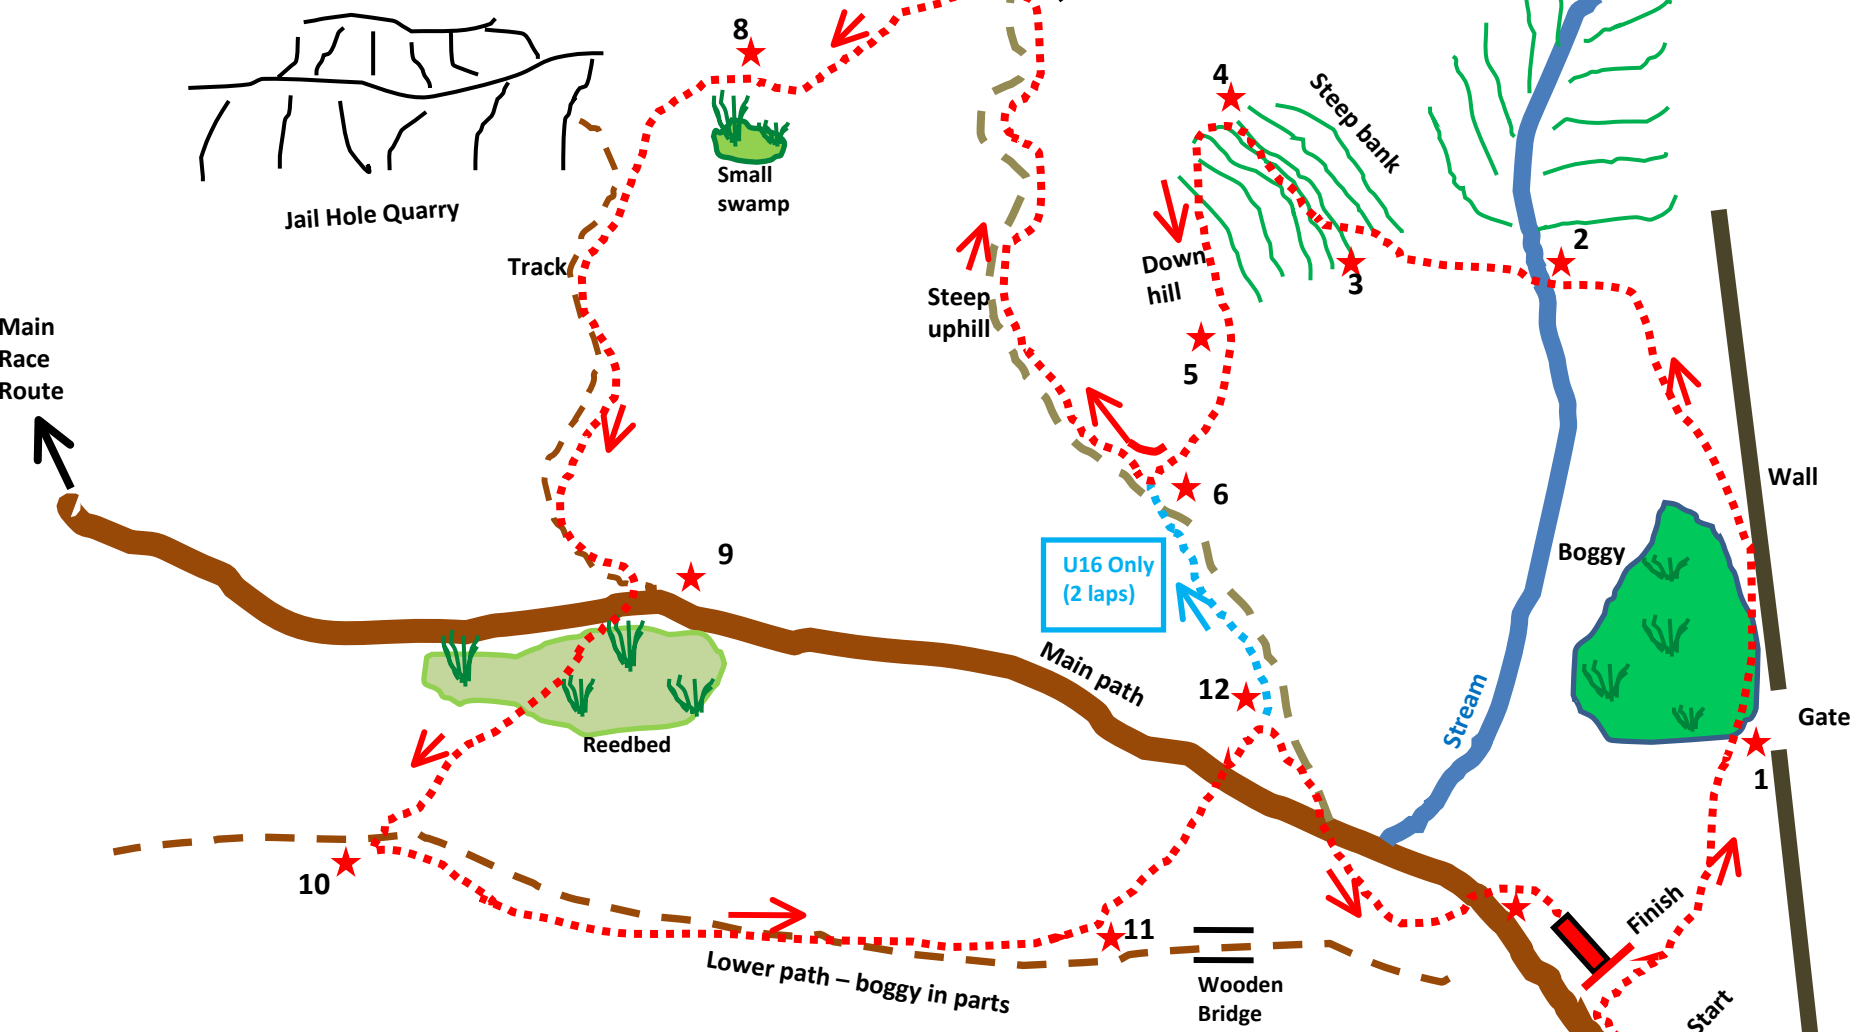 8
4
Steep bank
Small
swamp
Jail Hole Quarry
2
Track
Down
hill
3
Steep
uphill
Main
Race
Route
5
6
Wall
9
U16 Only
(2 laps)
Boggy
Main path
12
Stream
Gate
Reedbed
1
10
11
Finish
Lower path – boggy in parts
Wooden
Bridge
Start